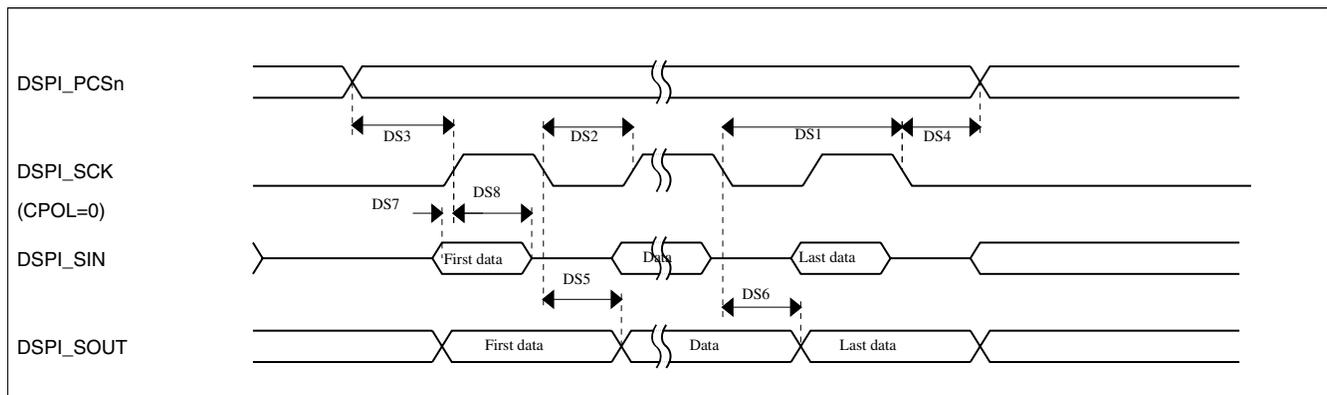 DSPI_PCSn
DS3
DS2
DS1
DS4
DSPI_SCK
(CPOL=0)
DS7
DS8
DSPI_SIN
First data
Data
Last data
DS5
DS6
DSPI_SOUT
First data
Data
Last data